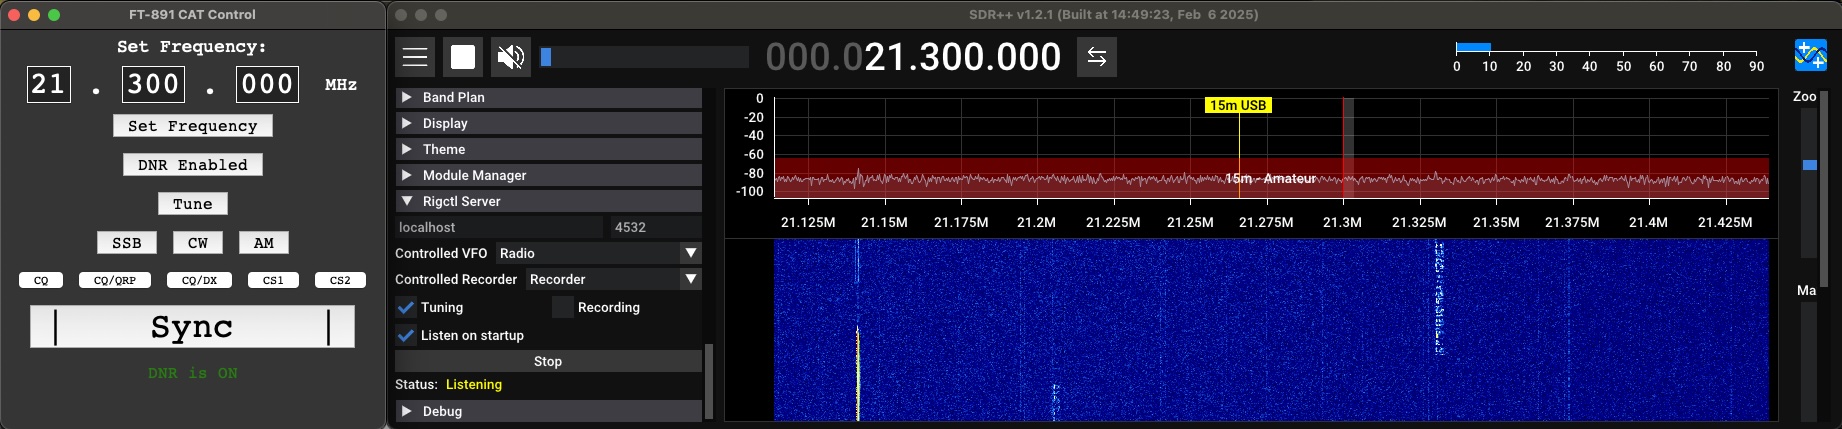 FT-891 CAT Control
Set Frequency:
21 . 300 . 000 MHz
Set Frequency
DNR Enabled
Tune
SSB CW AM
CQ CQ/QRP CQ/DX CS1 CS2
| Sync |
DNR is ON
SDR++ v1.2.1 (Built at 14:49:23, Feb 6 2025)
000.021.300.000
0 10 20 30 40 50 60 70 80 90
Band Plan
Display
Theme
Module Manager
Rigctl Server
localhost 4532
Controlled VFO Radio
Controlled Recorder Recorder
Tuning Recording
Listen on startup
Stop
Status: Listening
Debug
0
-20
-40
-60
-80
-100
15m USB
15m - Amateur
21.125M 21.15M 21.175M 21.2M 21.225M 21.25M 21.275M 21.3M 21.325M 21.35M 21.375M 21.4M 21.425M
Zoo
Ma